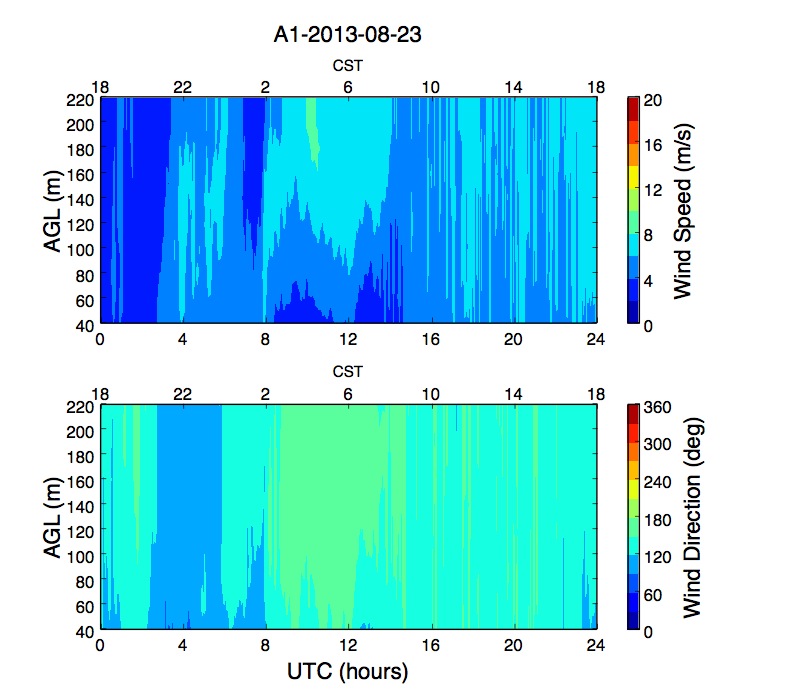 A1-2013-08-23
CST
18 22 2 6 10 14 18
220
200
180
160
140
120
100
80
60
40
AGL (m)
0 4 8 12 16 20 24
20
16
12
8
4
0
Wind Speed (m/s)
CST
18 22 2 6 10 14 18
220
200
180
160
140
120
100
80
60
40
AGL (m)
0 4 8 12 16 20 24
UTC (hours)
360
300
240
180
120
60
0
Wind Direction (deg)